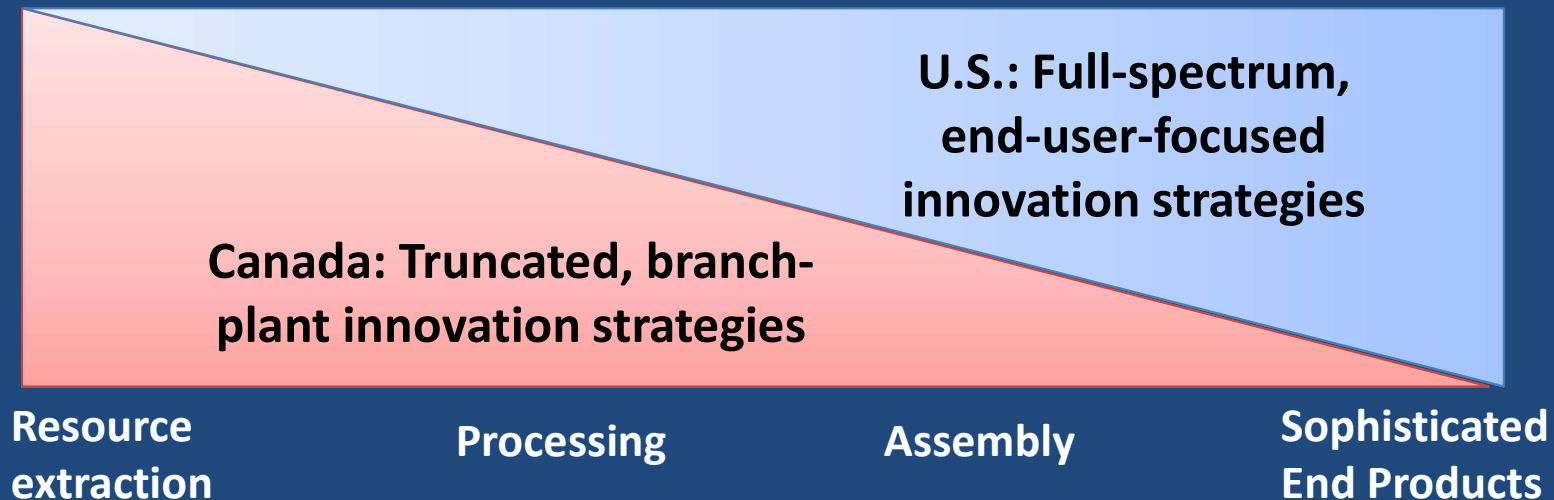 U.S.: Full-spectrum,
end-user-focused
innovation strategies
Canada: Truncated, branch-
plant innovation strategies
Resource
extraction
Processing
Assembly
Sophisticated
End Products